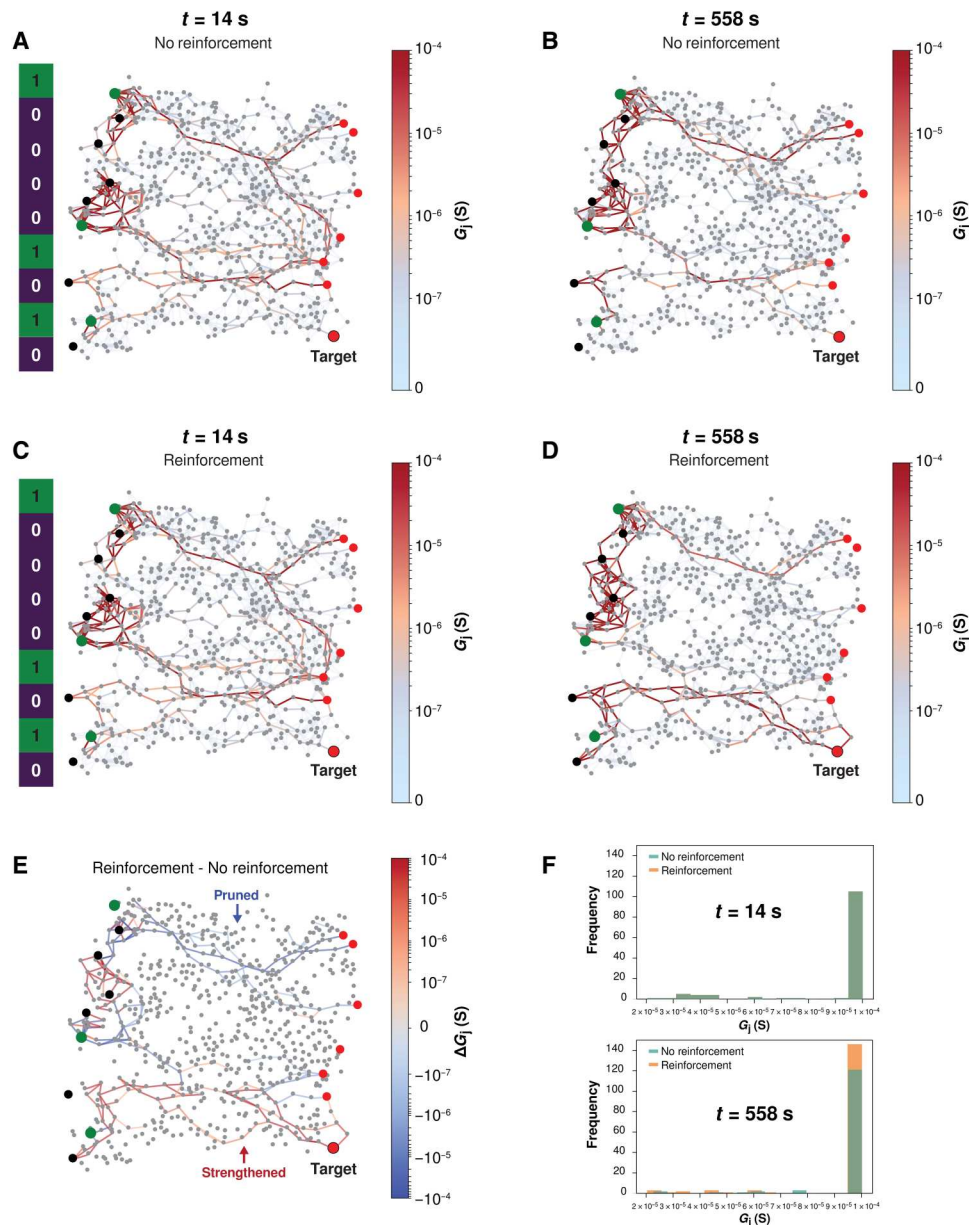 A
t = 14 s
No reinforcement
1
0
0
0
0
1
0
1
0
Target
10⁻⁴
10⁻⁵
10⁻⁶
10⁻⁷
0
Gj (S)
B
t = 558 s
No reinforcement
Target
10⁻⁴
10⁻⁵
10⁻⁶
10⁻⁷
0
Gj (S)
C
t = 14 s
Reinforcement
1
0
0
0
0
1
0
1
0
Target
10⁻⁴
10⁻⁵
10⁻⁶
10⁻⁷
0
Gj (S)
D
t = 558 s
Reinforcement
Target
10⁻⁴
10⁻⁵
10⁻⁶
10⁻⁷
0
Gj (S)
E
Reinforcement - No reinforcement
Pruned
Strengthened
Target
10⁻⁴
10⁻⁵
10⁻⁶
10⁻⁷
0
−10⁻⁷
−10⁻⁶
−10⁻⁵
−10⁻⁴
ΔGj (S)
F
No reinforcement
Reinforcement
t = 14 s
Frequency
140
120
100
80
60
40
20
0
2 × 10⁻⁵ 3 × 10⁻⁵ 4 × 10⁻⁵ 5 × 10⁻⁵ 6 × 10⁻⁵ 7 × 10⁻⁵ 8 × 10⁻⁵ 9 × 10⁻⁵ 1 × 10⁻⁴
Gj (S)
No reinforcement
Reinforcement
t = 558 s
Frequency
140
120
100
80
60
40
20
0
2 × 10⁻⁵ 3 × 10⁻⁵ 4 × 10⁻⁵ 5 × 10⁻⁵ 6 × 10⁻⁵ 7 × 10⁻⁵ 8 × 10⁻⁵ 9 × 10⁻⁵ 1 × 10⁻⁴
Gj (S)